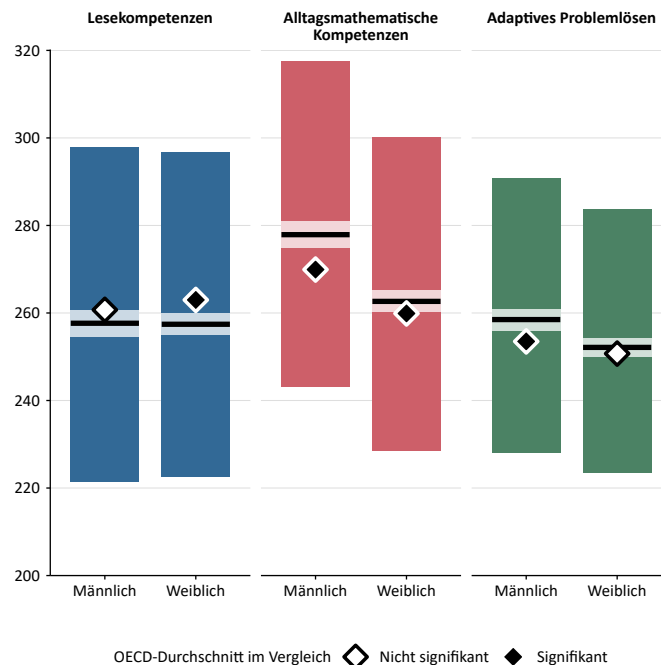 Lesekompetenzen
Alltagsmathematische
Kompetenzen
Adaptives Problemlösen
320
300
280
260
240
220
200
Männlich
Weiblich
Männlich
Weiblich
Männlich
Weiblich
OECD-Durchschnitt im Vergleich
Nicht signifikant
Signifikant